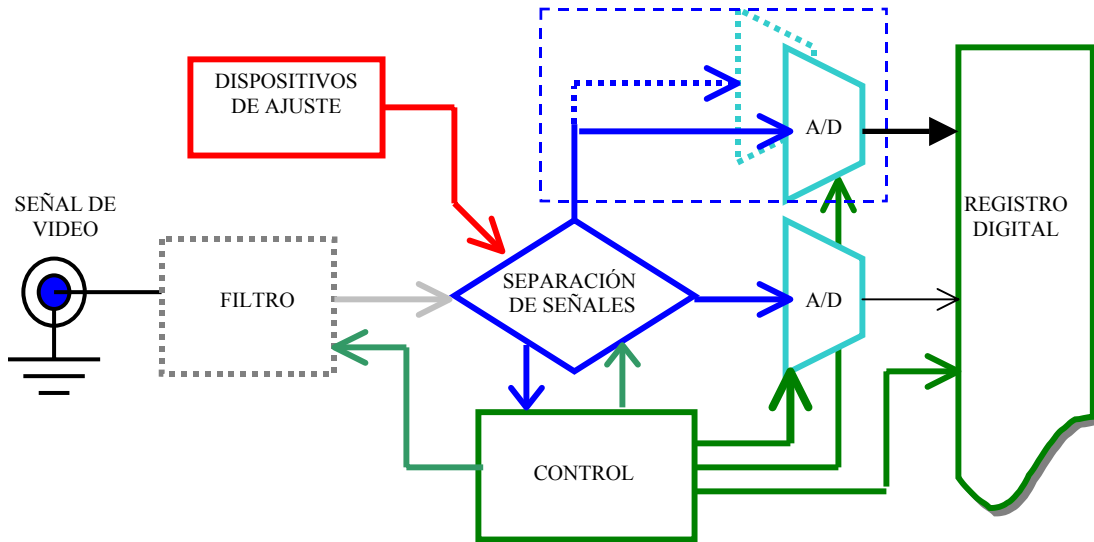 DISPOSITIVOS
DE AJUSTE
A/D
SEÑAL DE
VIDEO
REGISTRO
DIGITAL
FILTRO
SEPARACIÓN
DE SEÑALES
A/D
CONTROL